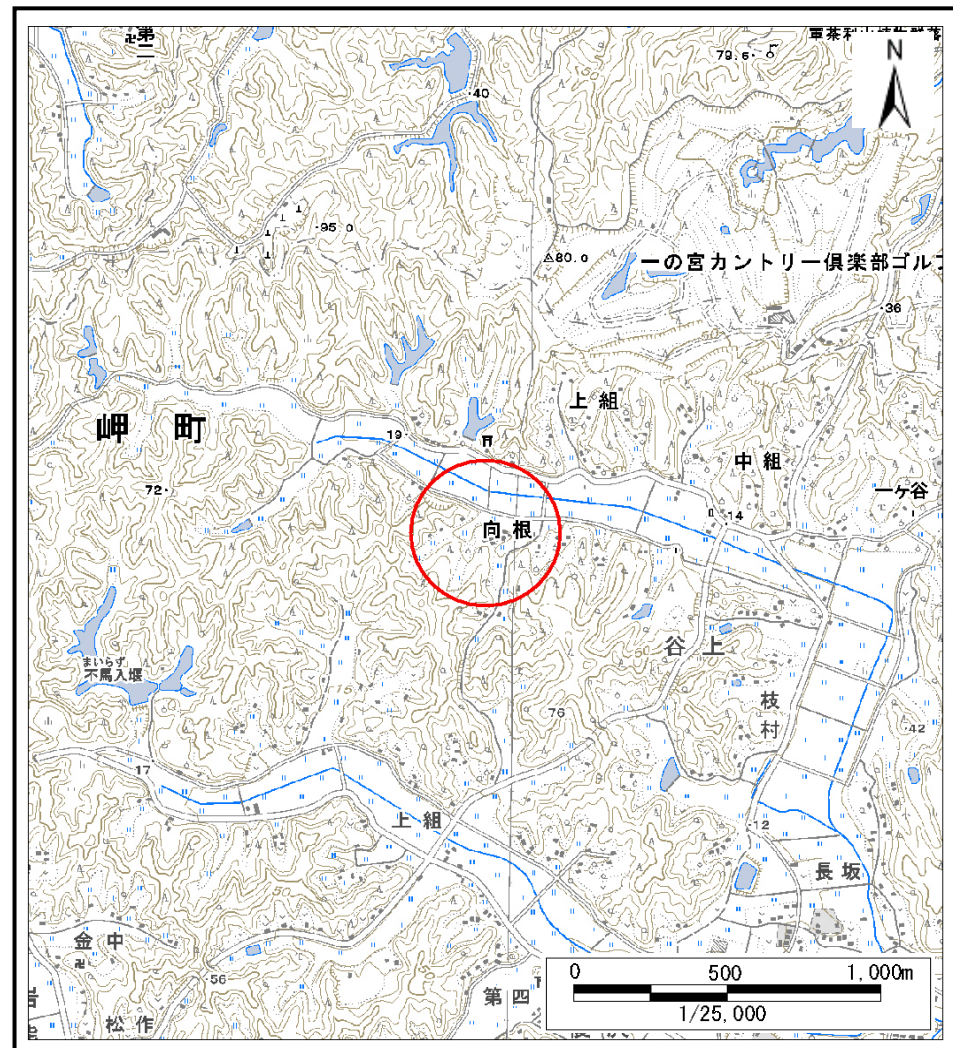 第二
79.5
N
40
95.0
△80.0
一の宮カントリー倶楽部ゴルフ
36
岬町
19
上組
中組
一ケ谷
72
向根
14
谷上
まいらず
不馬入堰
枝村
76
42
17
上組
12
長坂
金中
56
第四
松作
0 500 1,000m
1/25,000